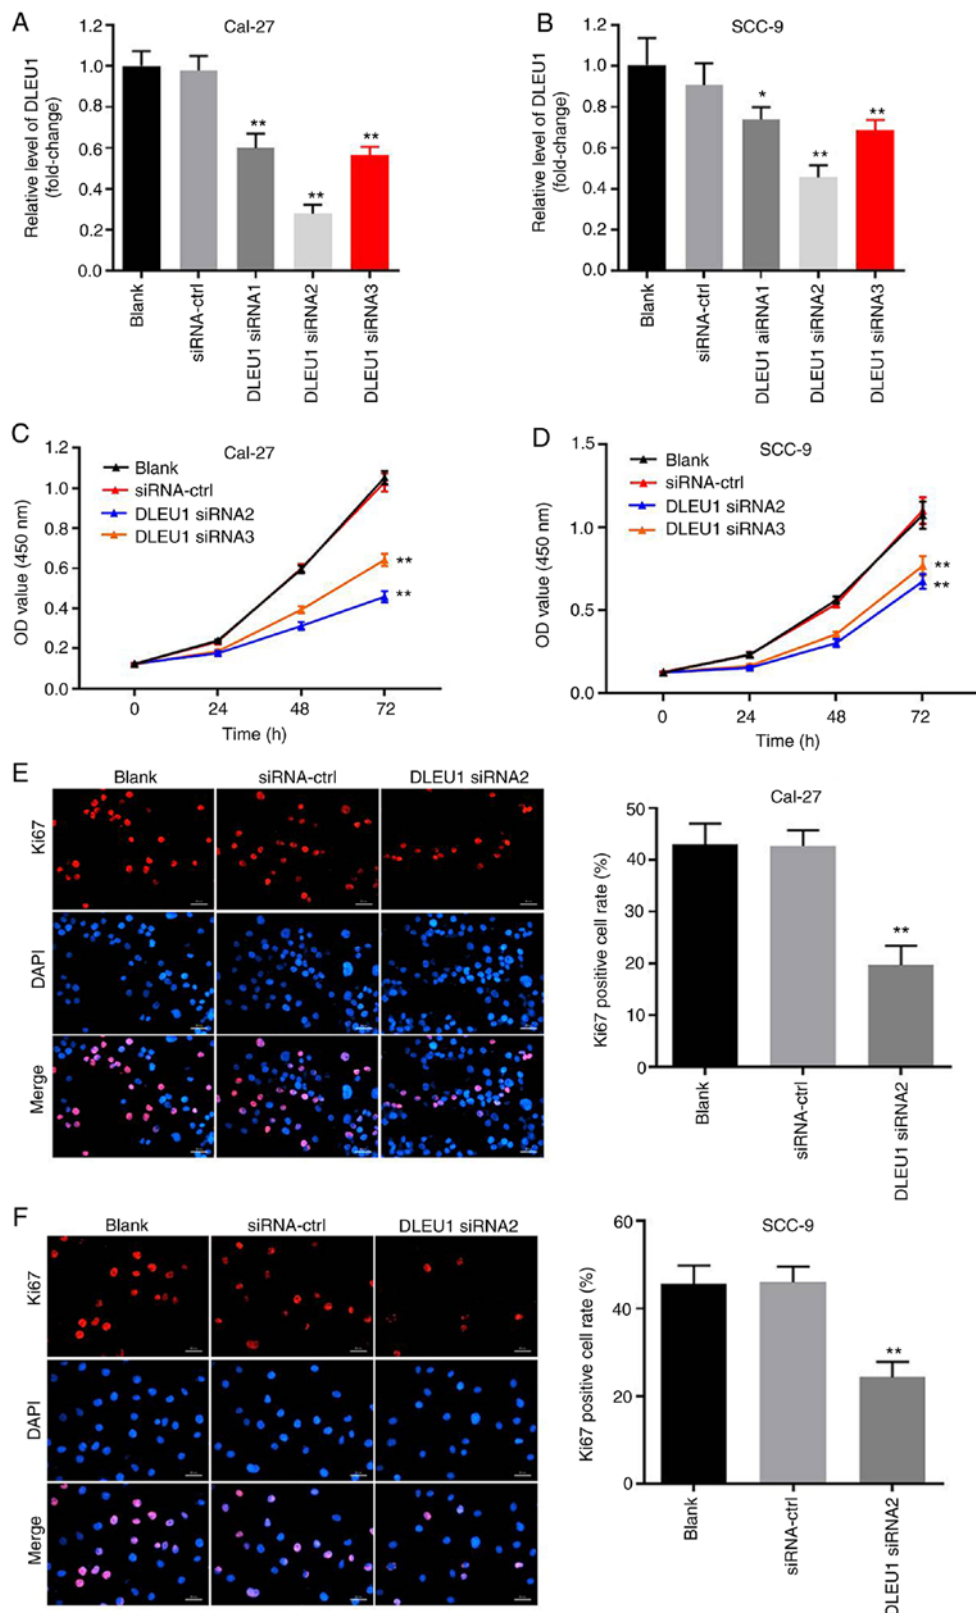 A
Cal-27
Relative level of DLEU1
(fold-change)
1.2
1.0
0.8
0.6
0.4
0.2
0.0
**
**
**
Blank
siRNA-ctrl
DLEU1 siRNA1
DLEU1 siRNA2
DLEU1 siRNA3
B
SCC-9
Relative level of DLEU1
(fold-change)
1.2
1.0
0.8
0.6
0.4
0.2
0.0
*
**
**
Blank
siRNA-ctrl
DLEU1 aiRNA1
DLEU1 siRNA2
DLEU1 siRNA3
C
Cal-27
Blank
siRNA-ctrl
DLEU1 siRNA2
DLEU1 siRNA3
OD value (450 nm)
1.2
1.0
0.8
0.6
0.4
0.2
0.0
**
**
0 24 48 72
Time (h)
D
SCC-9
Blank
siRNA-ctrl
DLEU1 siRNA2
DLEU1 siRNA3
OD value (450 nm)
1.5
1.0
0.5
0.0
**
**
0 24 48 72
Time (h)
E
Blank siRNA-ctrl DLEU1 siRNA2
Ki67
DAPI
Merge
Cal-27
Ki67 positive cell rate (%)
50
40
30
20
10
0
**
Blank
siRNA-ctrl
DLEU1 siRNA2
F
Blank siRNA-ctrl DLEU1 siRNA2
Ki67
DAPI
Merge
SCC-9
Ki67 positive cell rate (%)
60
40
20
0
**
Blank
siRNA-ctrl
DLEU1 siRNA2